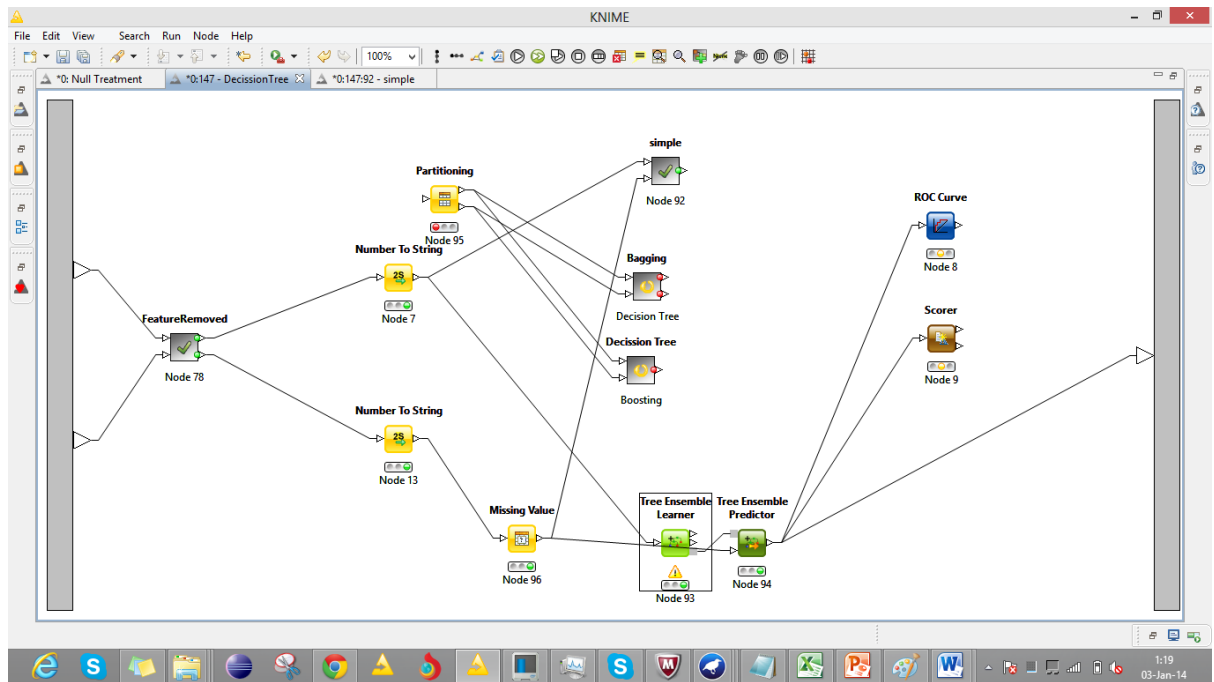 KNIME
File Edit View Search Run Node Help
100%
*0: Null Treatment
*0:147 - DecissionTree
*0:147:92 - simple
simple
Node 92
Partitioning
Node 95
Number To String
2S
Node 7
ROC Curve
Node 8
Bagging
Decision Tree
FeatureRemoved
Node 78
Decission Tree
Boosting
Scorer
Node 9
Number To String
2S
Node 13
Missing Value
Node 96
Tree Ensemble
Learner
Node 93
Tree Ensemble
Predictor
Node 94
1:19
03-Jan-14